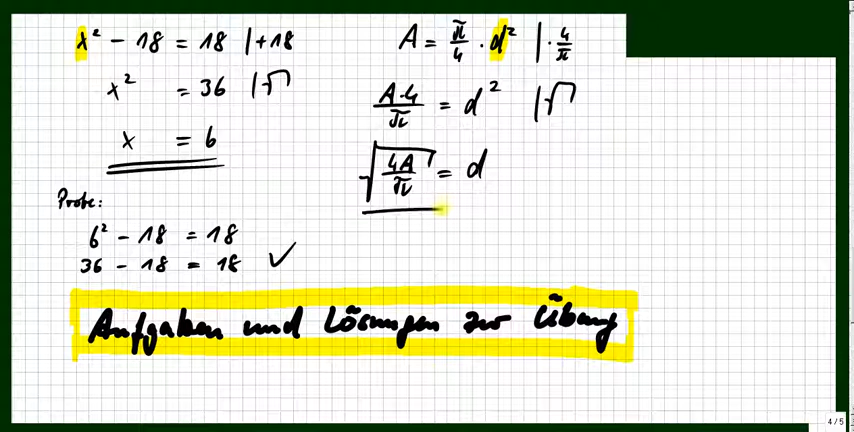 x² - 18 = 18 | +18
x² = 36 | √
x = 6
Probe:
6² - 18 = 18
36 - 18 = 18 ✓
A = π/4 · d² | · 4/π
A·4/π = d² | √
√(4A/π) = d
Aufgaben und Lösungen zur Übung
4/5